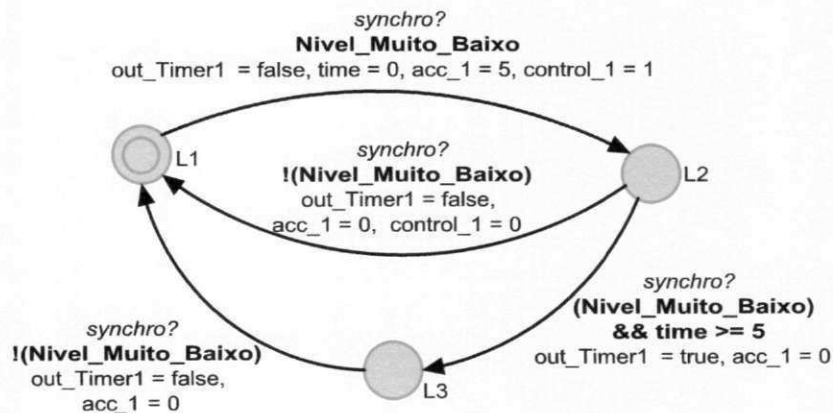 synchro?
Nivel_Muito_Baixo
out_Timer1 = false, time = 0, acc_1 = 5, control_1 = 1
L1
synchro?
!(Nivel_Muito_Baixo)
out_Timer1 = false,
acc_1 = 0, control_1 = 0
L2
synchro?
(Nivel_Muito_Baixo)
&& time >= 5
out_Timer1 = true, acc_1 = 0
synchro?
!(Nivel_Muito_Baixo)
out_Timer1 = false,
acc_1 = 0
L3